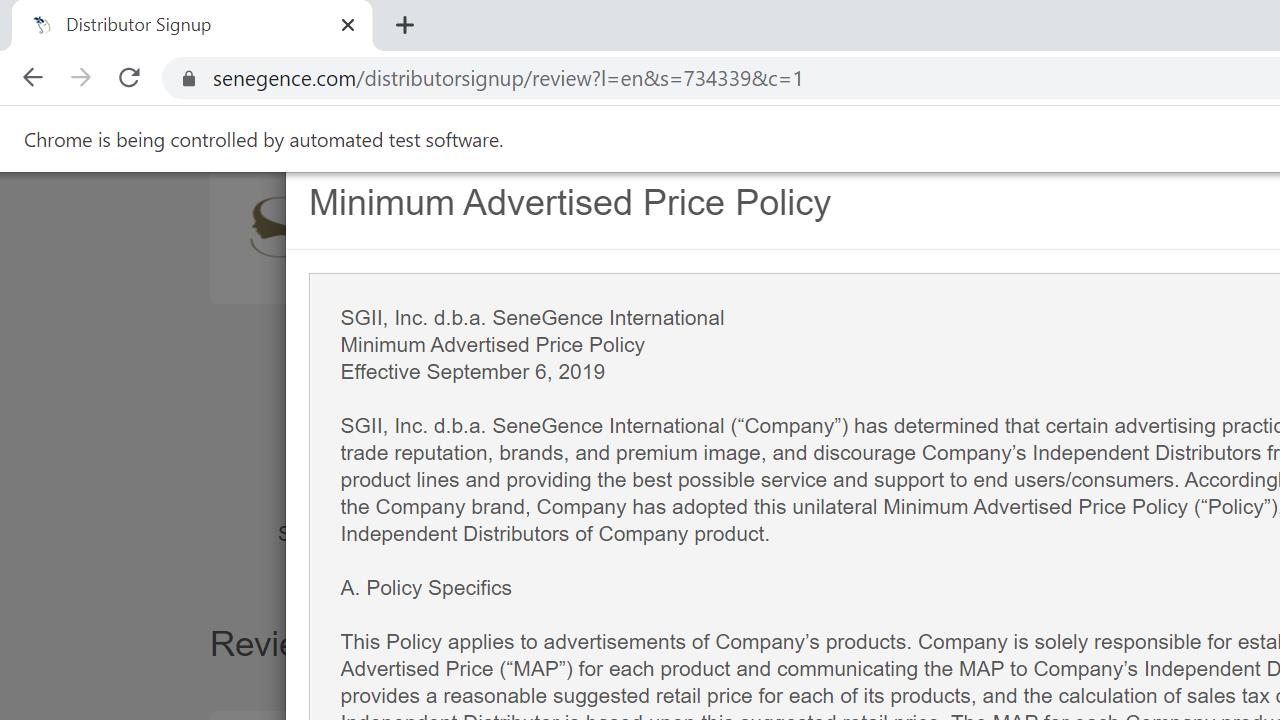 Distributor Signup
senegence.com/distributorsignup/review?l=en&s=734339&c=1
Chrome is being controlled by automated test software.
Minimum Advertised Price Policy
SGII, Inc. d.b.a. SeneGence International
Minimum Advertised Price Policy
Effective September 6, 2019
SGII, Inc. d.b.a. SeneGence International (“Company”) has determined that certain advertising
trade reputation, brands, and premium image, and discourage Company’s Independent Distributors
product lines and providing the best possible service and support to end users/consumers.
the Company brand, Company has adopted this unilateral Minimum Advertised Price Policy (“Policy”)
Independent Distributors of Company product.
A. Policy Specifics
This Policy applies to advertisements of Company’s products. Company is solely responsible for
Advertised Price (“MAP”) for each product and communicating the MAP to Company’s Independent
Revie
provides a reasonable suggested retail price for each of its products, and the calculation of sales tax